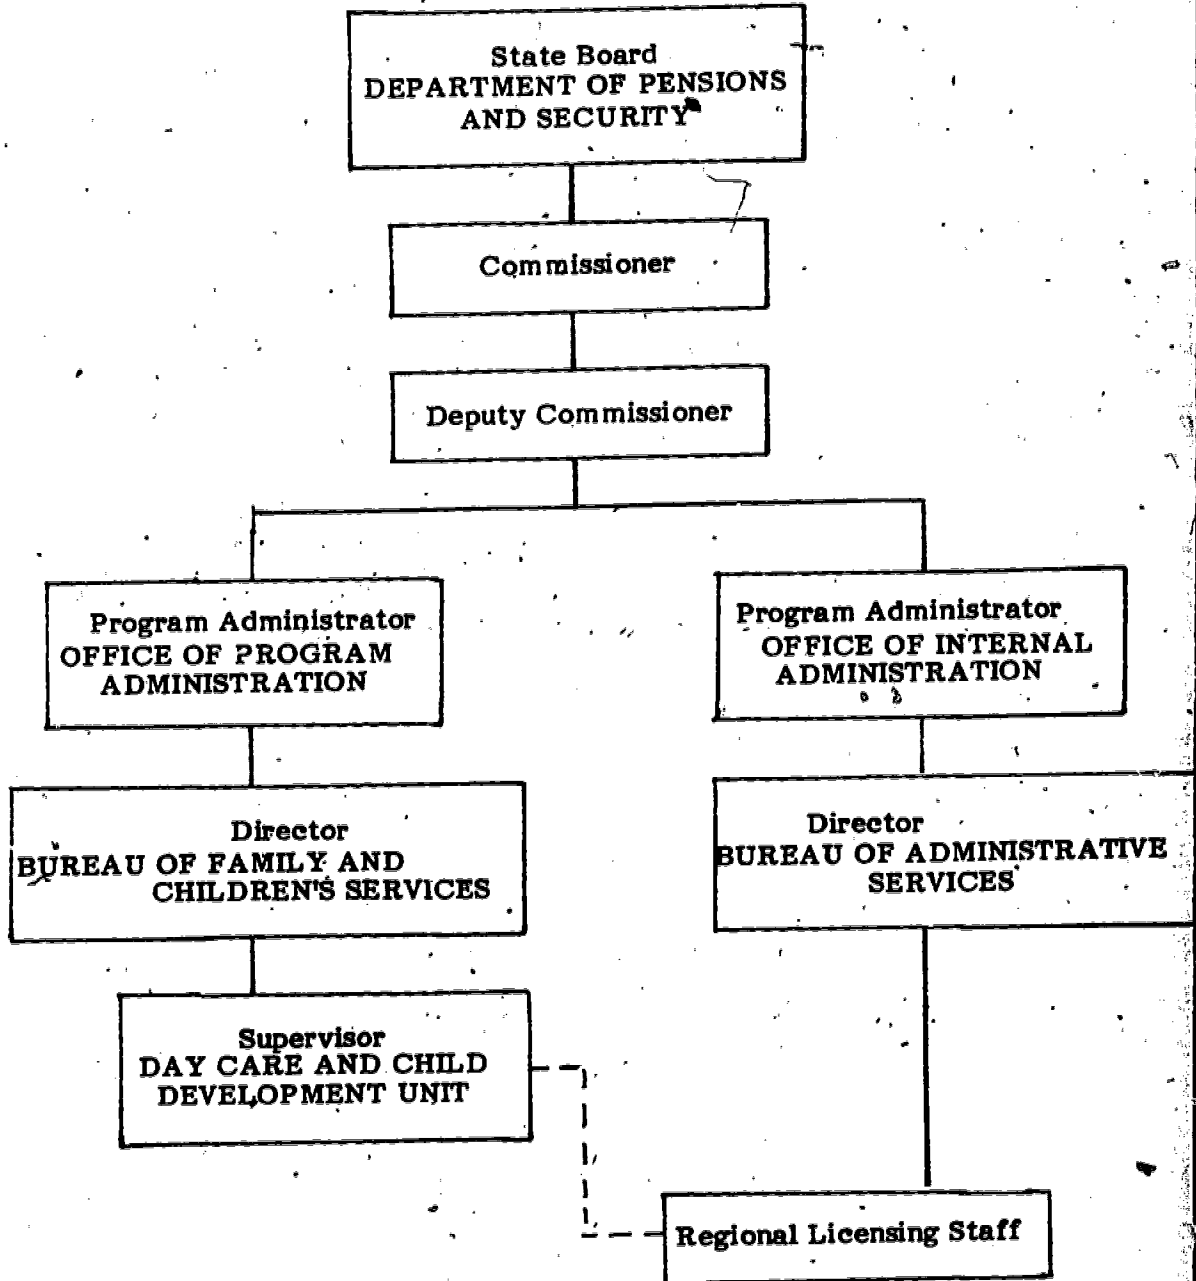 State Board
DEPARTMENT OF PENSIONS
AND SECURITY
Commissioner
Deputy Commissioner
Program Administrator
OFFICE OF PROGRAM
ADMINISTRATION
Program Administrator
OFFICE OF INTERNAL
ADMINISTRATION
Director
BUREAU OF FAMILY AND
CHILDREN'S SERVICES
Director
BUREAU OF ADMINISTRATIVE
SERVICES
Supervisor
DAY CARE AND CHILD
DEVELOPMENT UNIT
Regional Licensing Staff